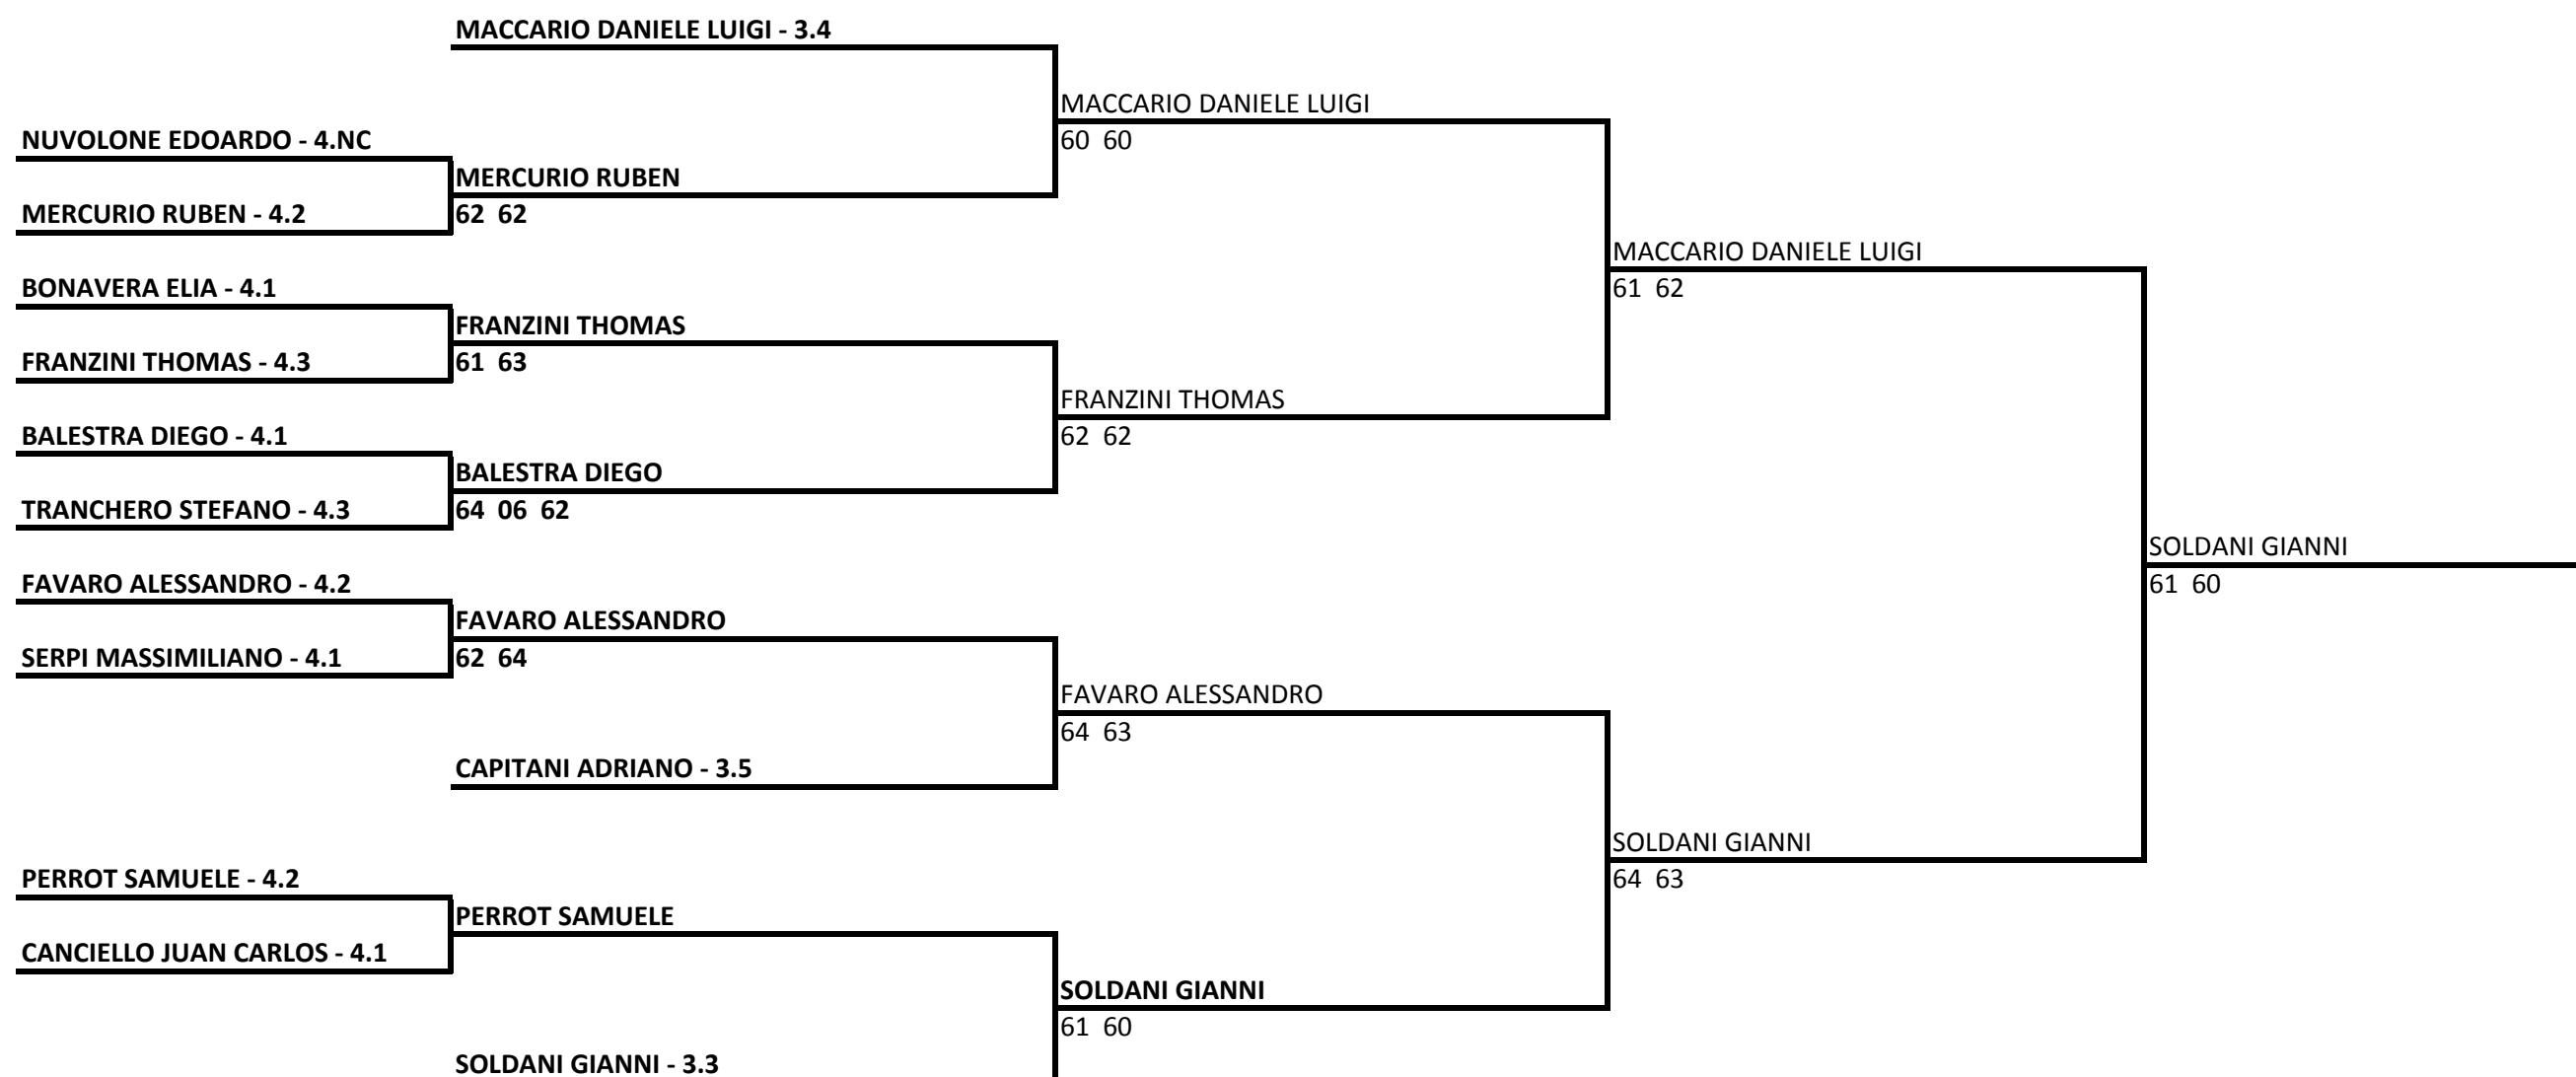 MACCARIO DANIELE LUIGI - 3.4
MACCARIO DANIELE LUIGI
NUVOLONE EDOARDO - 4.NC
60 60
MERCURIO RUBEN
MERCURIO RUBEN - 4.2
62 62
MACCARIO DANIELE LUIGI
BONAVERA ELIA - 4.1
61 62
FRANZINI THOMAS
FRANZINI THOMAS - 4.3
61 63
FRANZINI THOMAS
BALESTRA DIEGO - 4.1
62 62
BALESTRA DIEGO
TRANCHERO STEFANO - 4.3
64 06 62
SOLDANI GIANNI
FAVARO ALESSANDRO - 4.2
61 60
FAVARO ALESSANDRO
SERPI MASSIMILIANO - 4.1
62 64
FAVARO ALESSANDRO
64 63
CAPITANI ADRIANO - 3.5
SOLDANI GIANNI
PERROT SAMUELE - 4.2
64 63
PERROT SAMUELE
CANCIELLO JUAN CARLOS - 4.1
SOLDANI GIANNI
61 60
SOLDANI GIANNI - 3.3